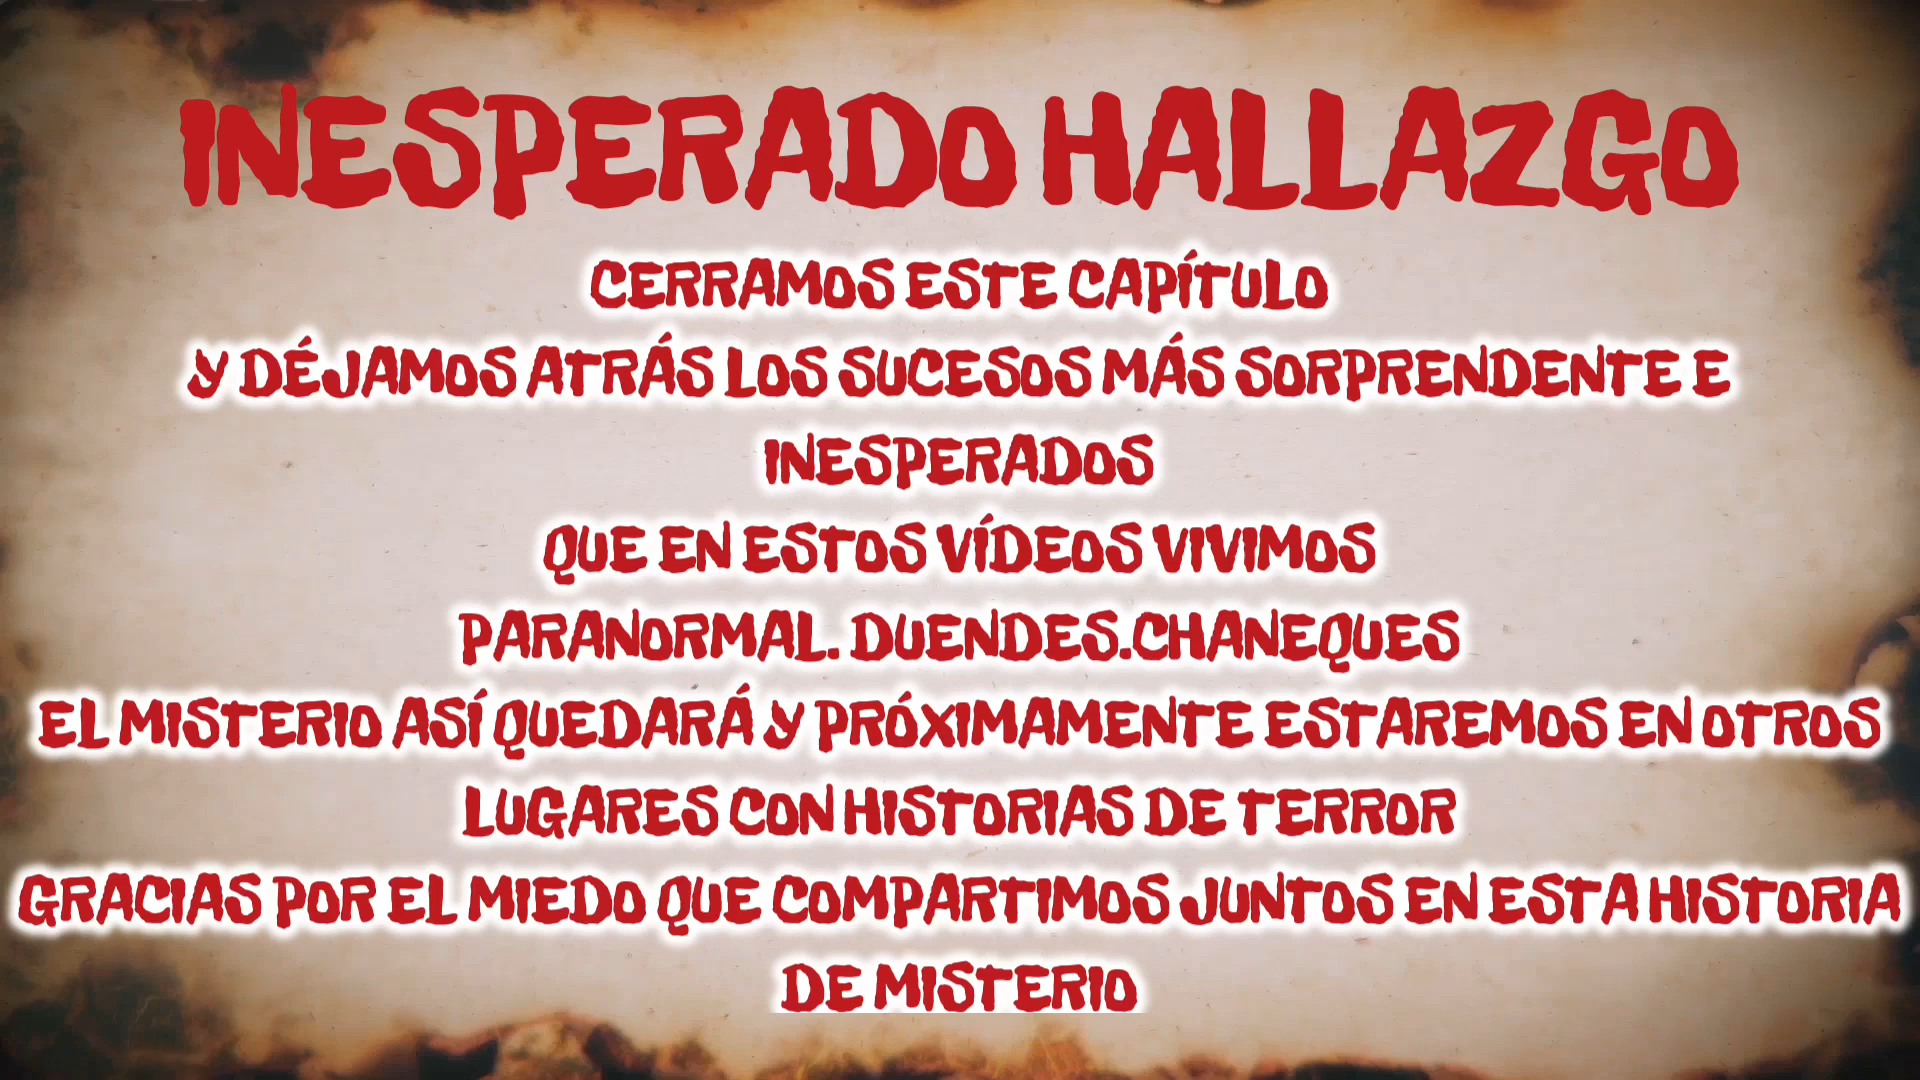 INESPERADO HALLAZGO
CERRAMOS ESTE CAPÍTULO
Y DÉJAMOS ATRÁS LOS SUCESOS MÁS SORPRENDENTE E
INESPERADOS
QUE EN ESTOS VÍDEOS VIVIMOS
PARANORMAL. DUENDES.CHANEQUES
EL MISTERIO ASÍ QUEDARÁ Y PRÓXIMAMENTE ESTAREMOS EN OTROS
LUGARES CON HISTORIAS DE TERROR
GRACIAS POR EL MIEDO QUE COMPARTIMOS JUNTOS EN ESTA HISTORIA
DE MISTERIO